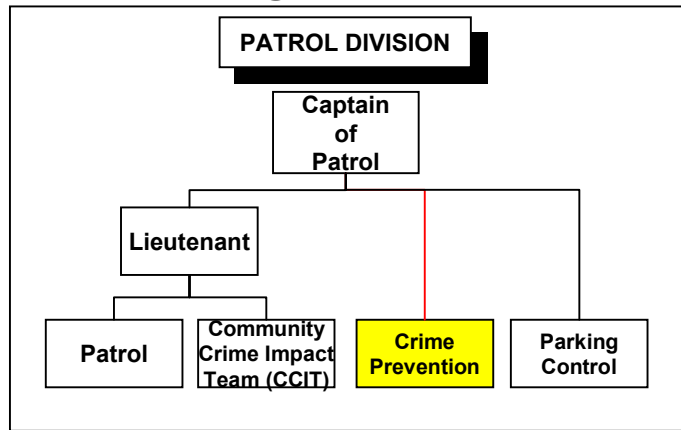 PATROL DIVISION
Captain
of
Patrol
Lieutenant
Patrol
Community
Crime Impact
Team (CCIT)
Crime
Prevention
Parking
Control